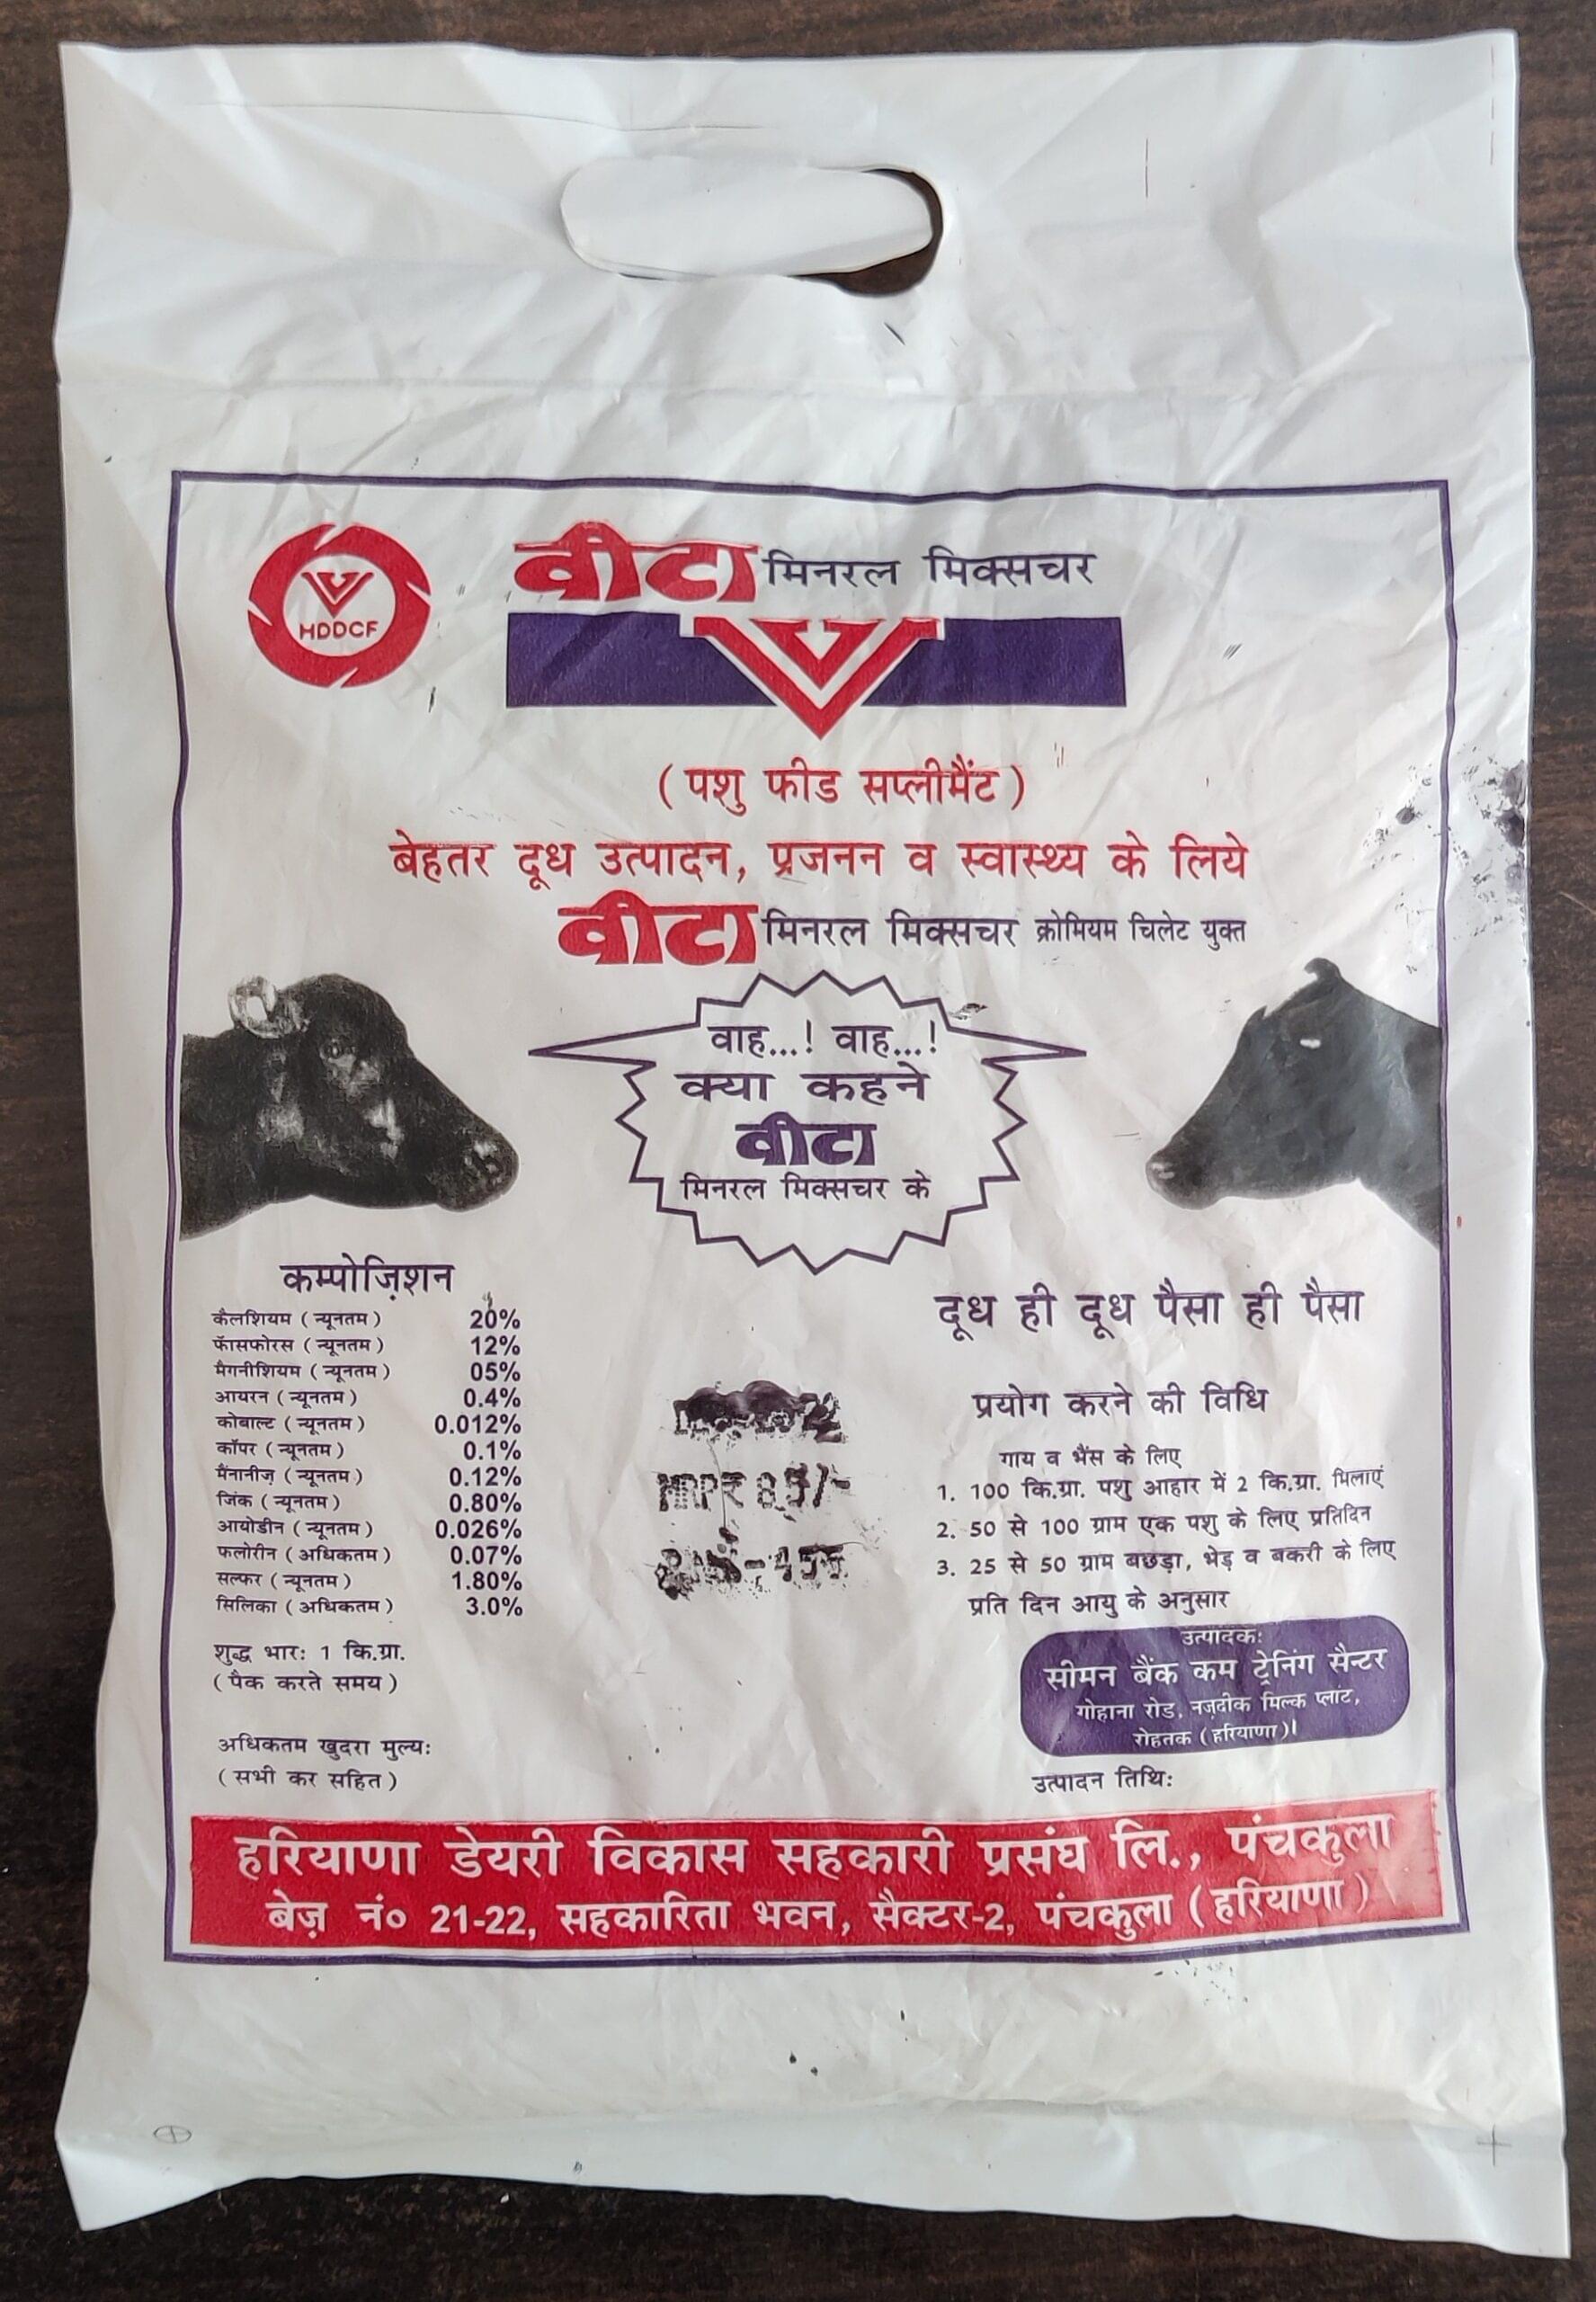 HDDCF
वीटा मिनरल मिक्सचर
( पशु फीड सप्लीमैंट )
बेहतर दूध उत्पादन, प्रजनन व स्वास्थ्य के लिये
वीटा मिनरल मिक्सचर क्रोमियम चिलेट युक्त
वाह...! वाह...!
क्या कहने
वीटा
मिनरल मिक्सचर के
कम्पोज़िशन
कैलशियम ( न्यूनतम ) 20%
फॅासफोरस ( न्यूनतम ) 12%
मैगनीशियम ( न्यूनतम ) 05%
आयरन ( न्यूनतम ) 0.4%
कोबाल्ट ( न्यूनतम ) 0.012%
कॉपर ( न्यूनतम ) 0.1%
मैंनानीज़ ( न्यूनतम ) 0.12%
जिंक ( न्यूनतम ) 0.80%
आयोडीन ( न्यूनतम ) 0.026%
फलोरीन ( अधिकतम ) 0.07%
सल्फर ( न्यूनतम ) 1.80%
सिलिका ( अधिकतम ) 3.0%
शुद्ध भारः 1 कि.ग्रा.
( पैक करते समय )
अधिकतम खुदरा मुल्यः
( सभी कर सहित )
MRP ₹
दूध ही दूध पैसा ही पैसा
प्रयोग करने की विधि
गाय व भैंस के लिए
1. 100 कि.ग्रा. पशु आहार में 2 कि.ग्रा. मिलाएं
2. 50 से 100 ग्राम एक पशु के लिए प्रतिदिन
3. 25 से 50 ग्राम बछड़ा, भेड़ व बकरी के लिए
प्रति दिन आयु के अनुसार
उत्पादकः
सीमन बैंक कम ट्रेनिंग सैन्टर
गोहाना रोड, नज़दीक मिल्क प्लांट,
रोहतक ( हरियाणा )।
उत्पादन तिथिः
हरियाणा डेयरी विकास सहकारी प्रसंघ लि., पंचकुला
बेज़ नं० 21-22, सहकारिता भवन, सैक्टर-2, पंचकुला ( हरियाणा )